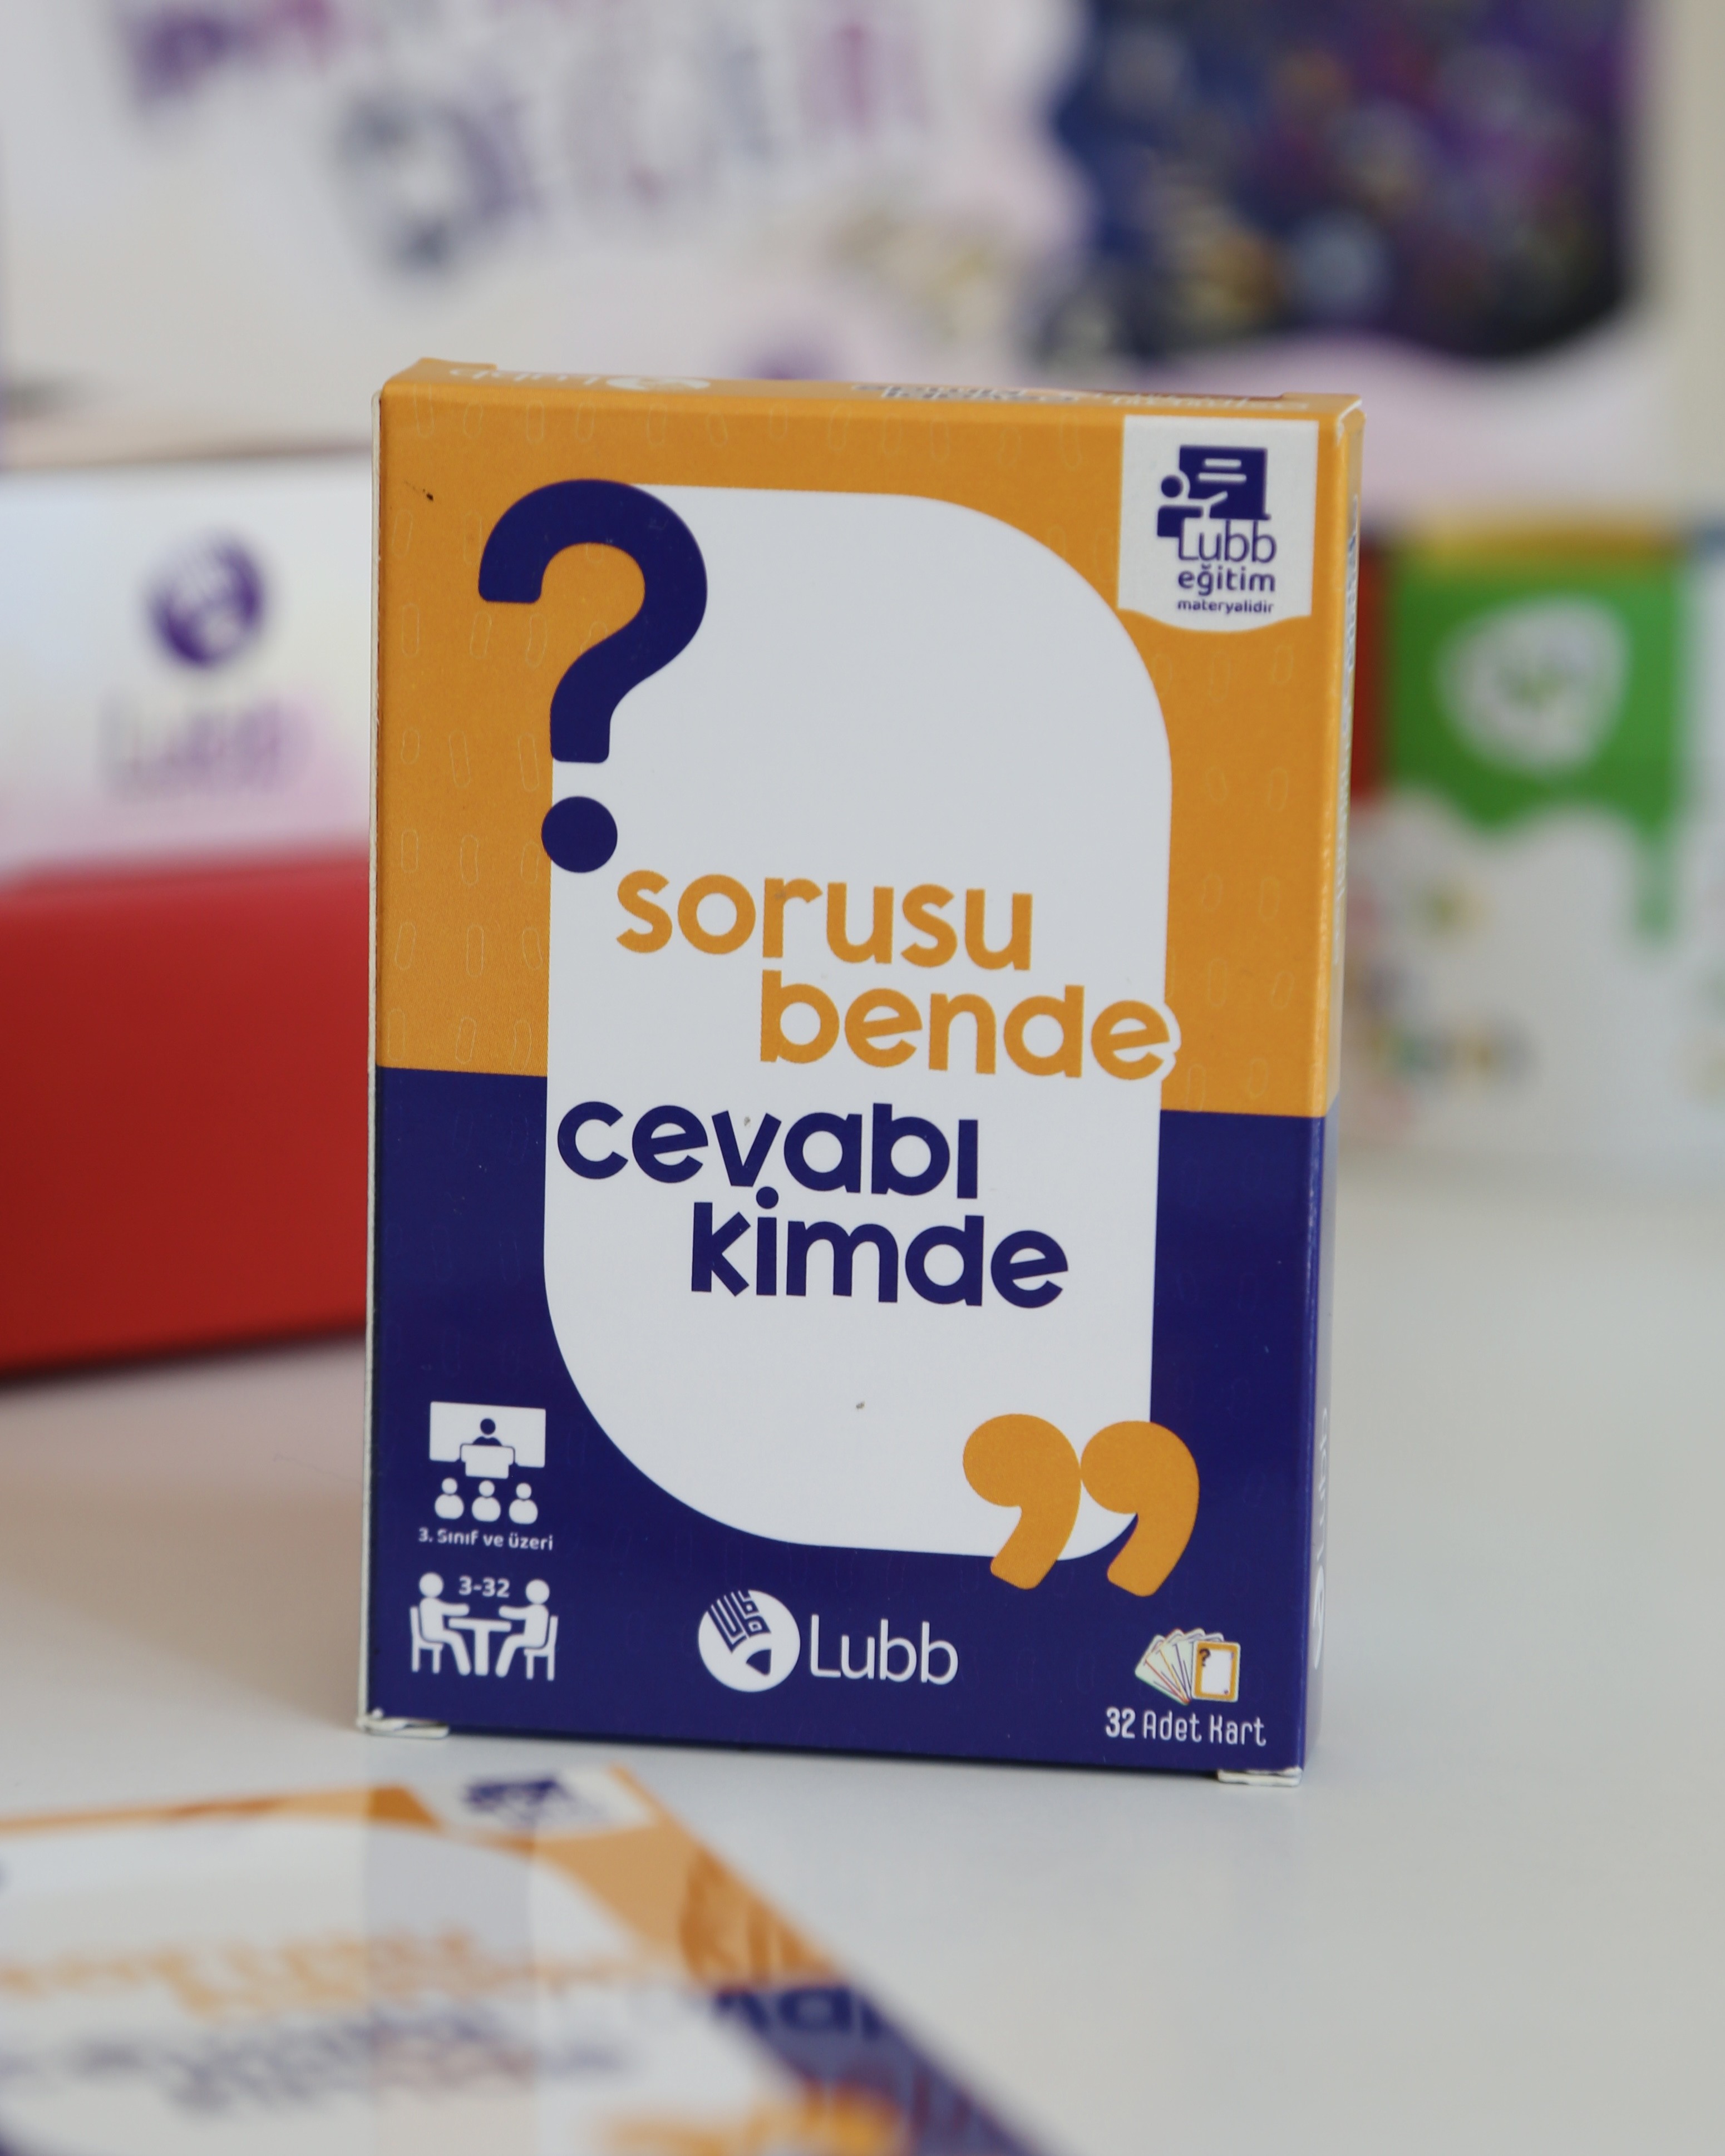 Lubb
eğitim
materyalidir
?
sorusu
bende
cevabı
kimde
”
3. Sınıf ve üzeri
3-32
Lubb
32 Adet Kart